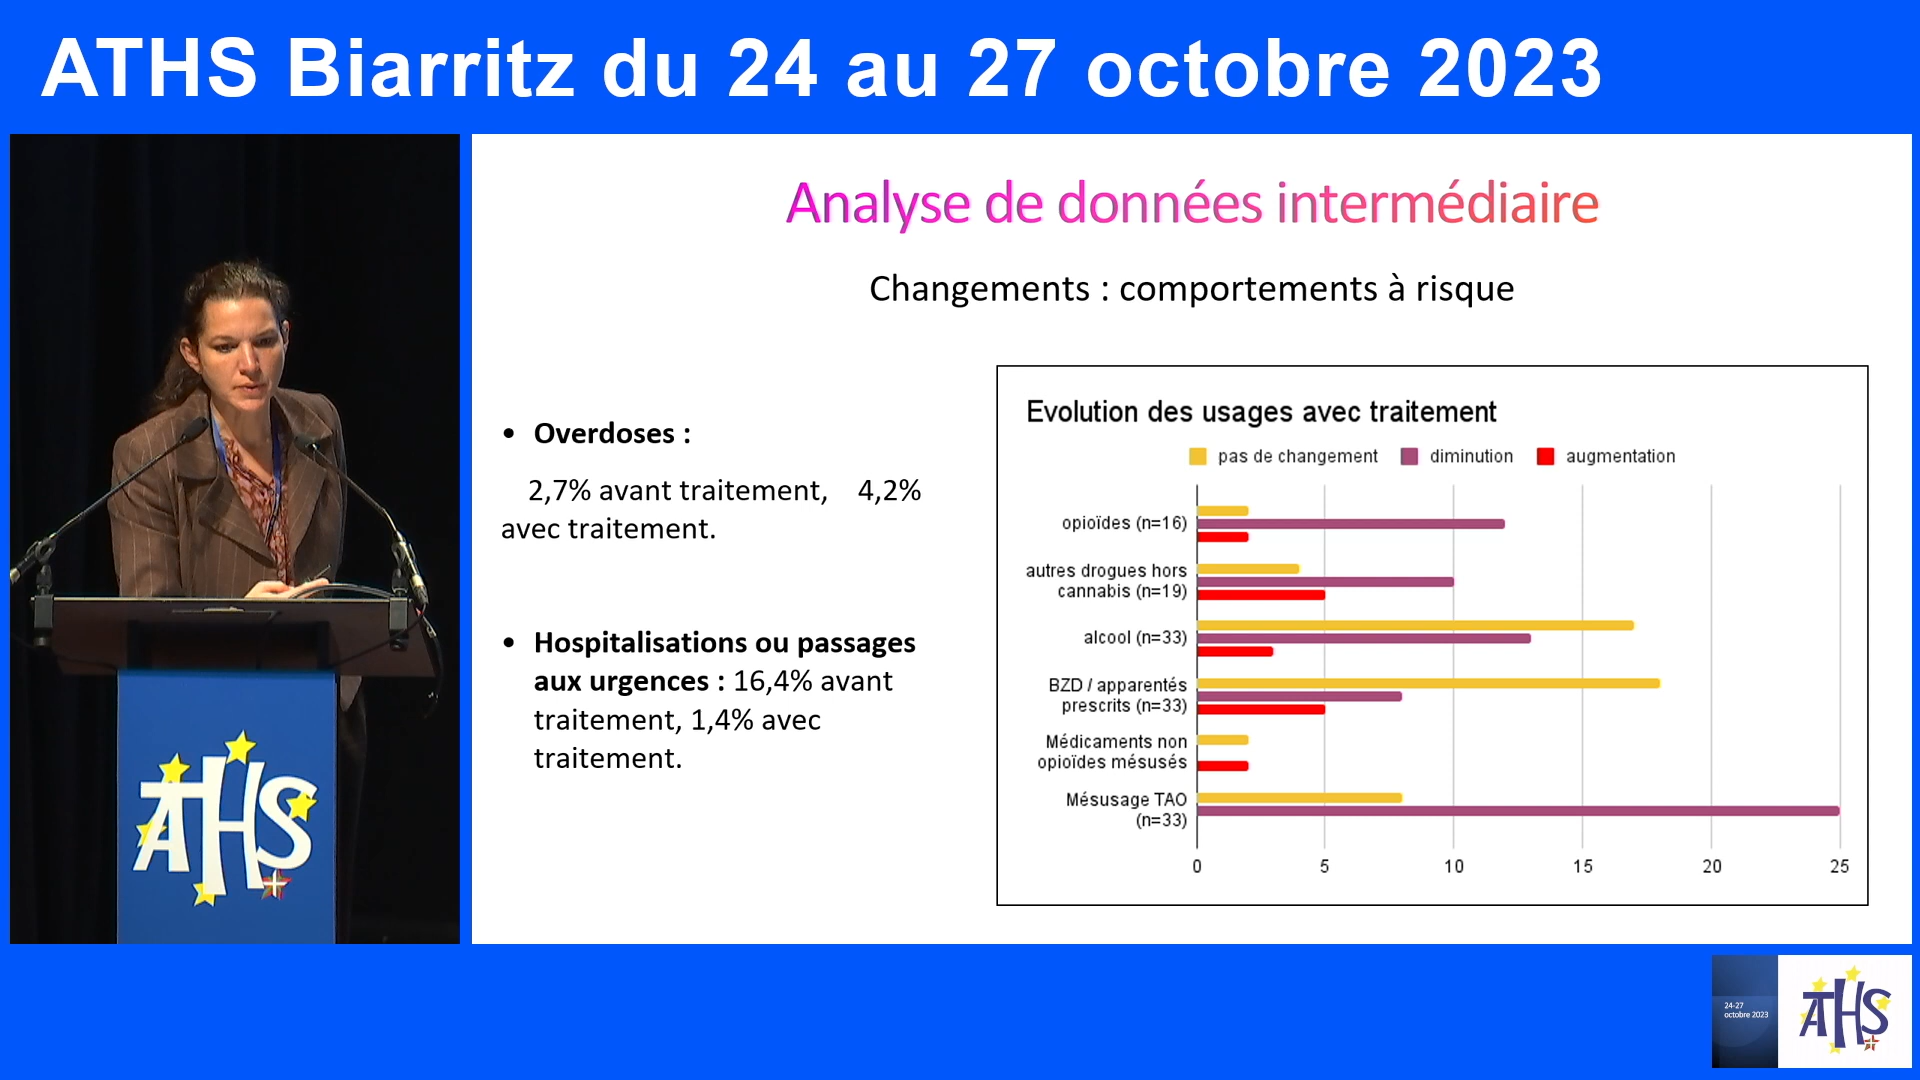 ATHS Biarritz du 24 au 27 octobre 2023
Analyse de données intermédiaire
Changements : comportements à risque
• Overdoses :
2,7% avant traitement, 4,2%
avec traitement.
• Hospitalisations ou passages
aux urgences : 16,4% avant
traitement, 1,4% avec
traitement.
Evolution des usages avec traitement
pas de changement diminution augmentation
opioïdes (n=16)
autres drogues hors
cannabis (n=19)
alcool (n=33)
BZD / apparentés
prescrits (n=33)
Médicaments non
opioïdes mésusés
Mésusage TAO
(n=33)
0 5 10 15 20 25
ATHS
24-27
octobre 2023
ATHS